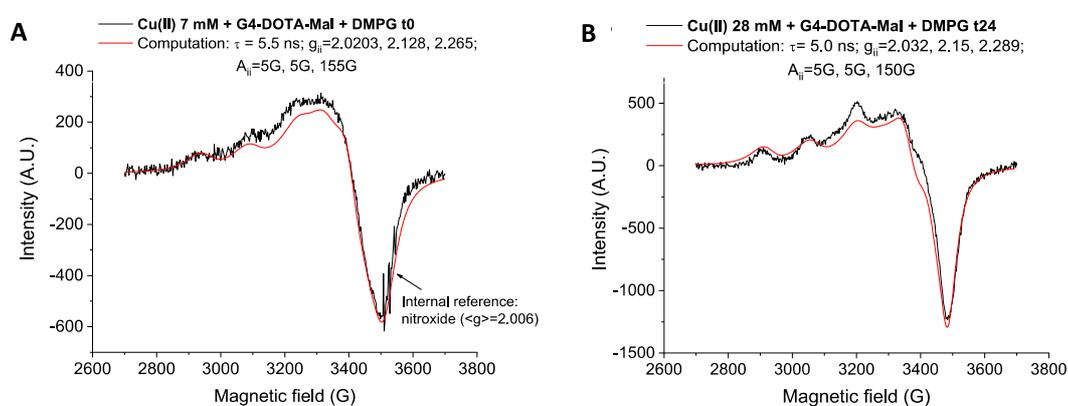 A
Cu(II) 7 mM + G4-DOTA-Mal + DMPG t0
Computation: τ = 5.5 ns; gii=2.0203, 2.128, 2.265;
Aii=5G, 5G, 155G
400
200
0
-200
-400
-600
Intensity (A.U.)
Internal reference:
nitroxide (<g>=2,006)
2600 2800 3000 3200 3400 3600 3800
Magnetic field (G)
B
Cu(II) 28 mM + G4-DOTA-Mal + DMPG t24
Computation: τ= 5.0 ns; gii=2.032, 2.15, 2.289;
Aii=5G, 5G, 150G
500
0
-500
-1000
-1500
Intensity (A.U.)
2600 2800 3000 3200 3400 3600 3800
Magnetic field (G)